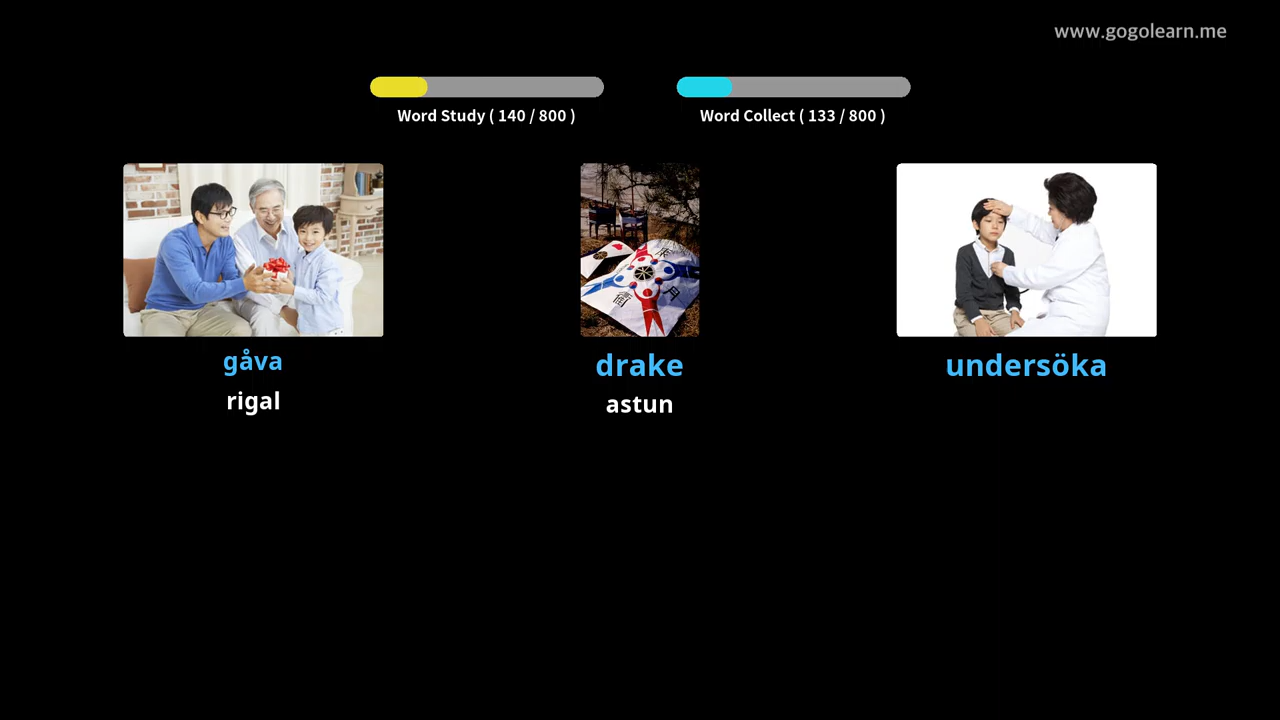 www.gogolearn.me
Word Study ( 140 / 800 )
Word Collect ( 133 / 800 )
gåva
drake
undersöka
rigal
astun